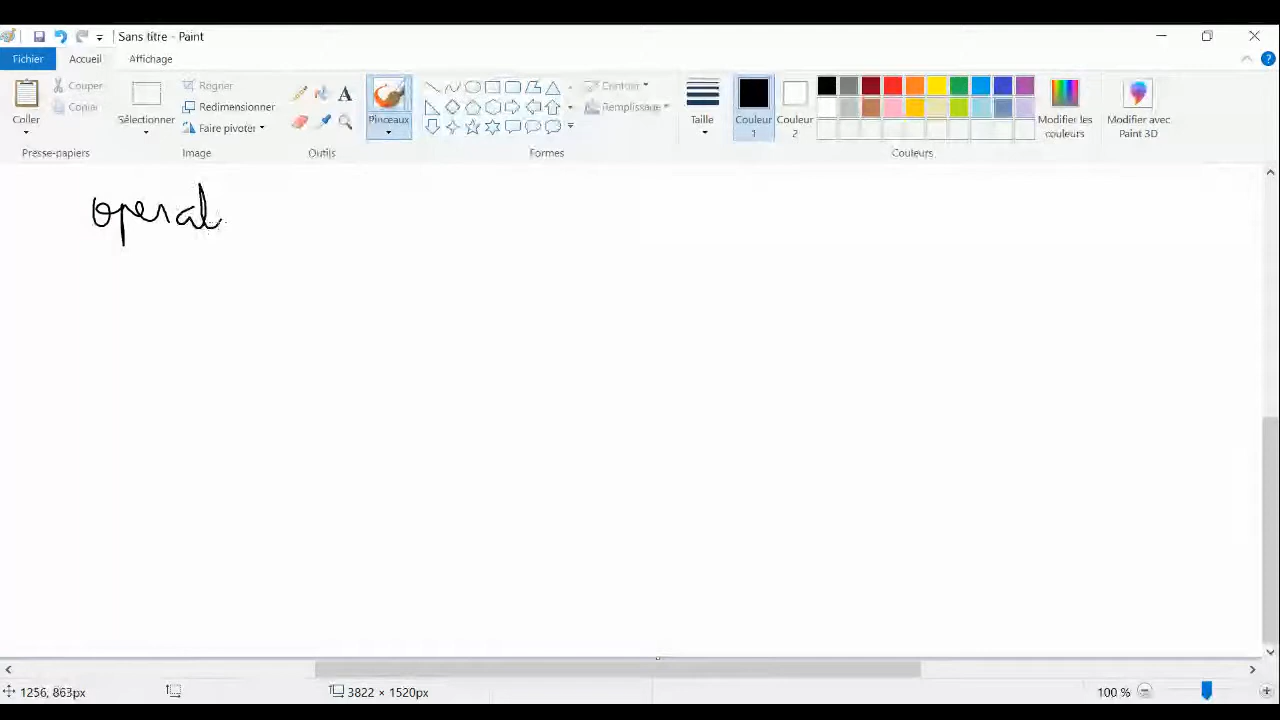 Sans titre - Paint
Fichier
Accueil
Affichage
Coller
Couper
Copier
Presse-papiers
Sélectionner
Rogner
Redimensionner
Faire pivoter
Image
A
Outils
Pinceaux
Contour
Remplissage
Formes
Taille
Couleur 1
Couleur 2
Modifier les couleurs
Couleurs
Modifier avec Paint 3D
operal
1256, 863px
3822 × 1520px
100 %